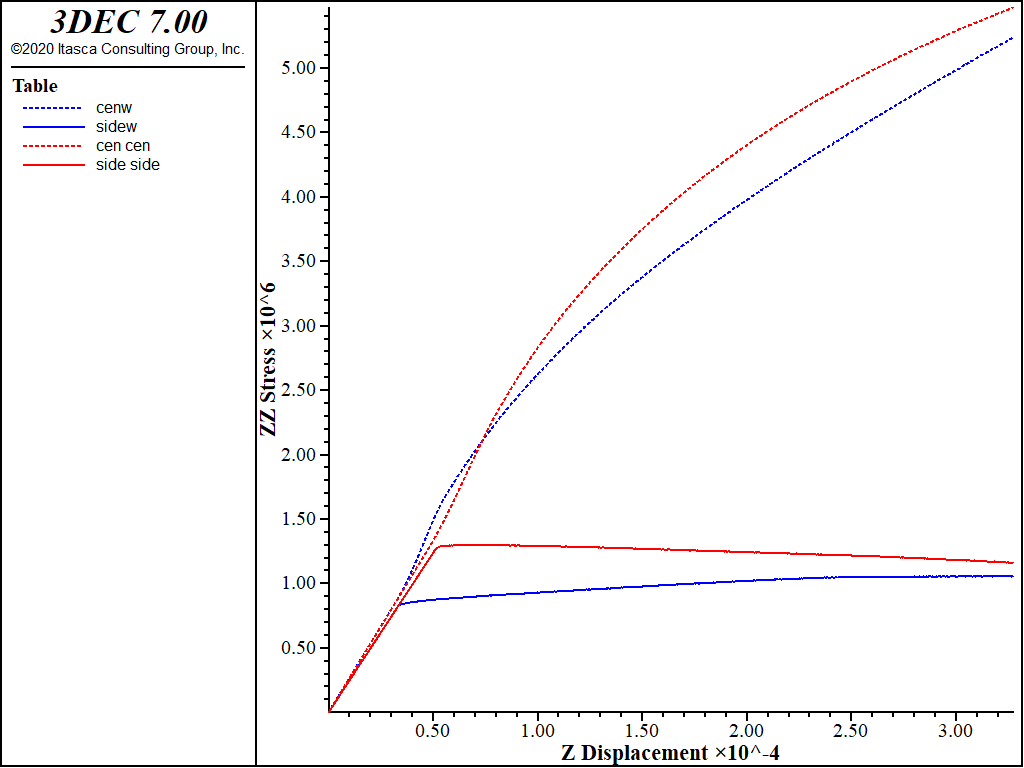 3DEC 7.00
©2020 Itasca Consulting Group, Inc.
Table
cenw
sidew
cen cen
side side
5.00
4.50
4.00
3.50
3.00
2.50
2.00
1.50
1.00
0.50
ZZ Stress ×10^6
0.50 1.00 1.50 2.00 2.50 3.00
Z Displacement ×10^-4